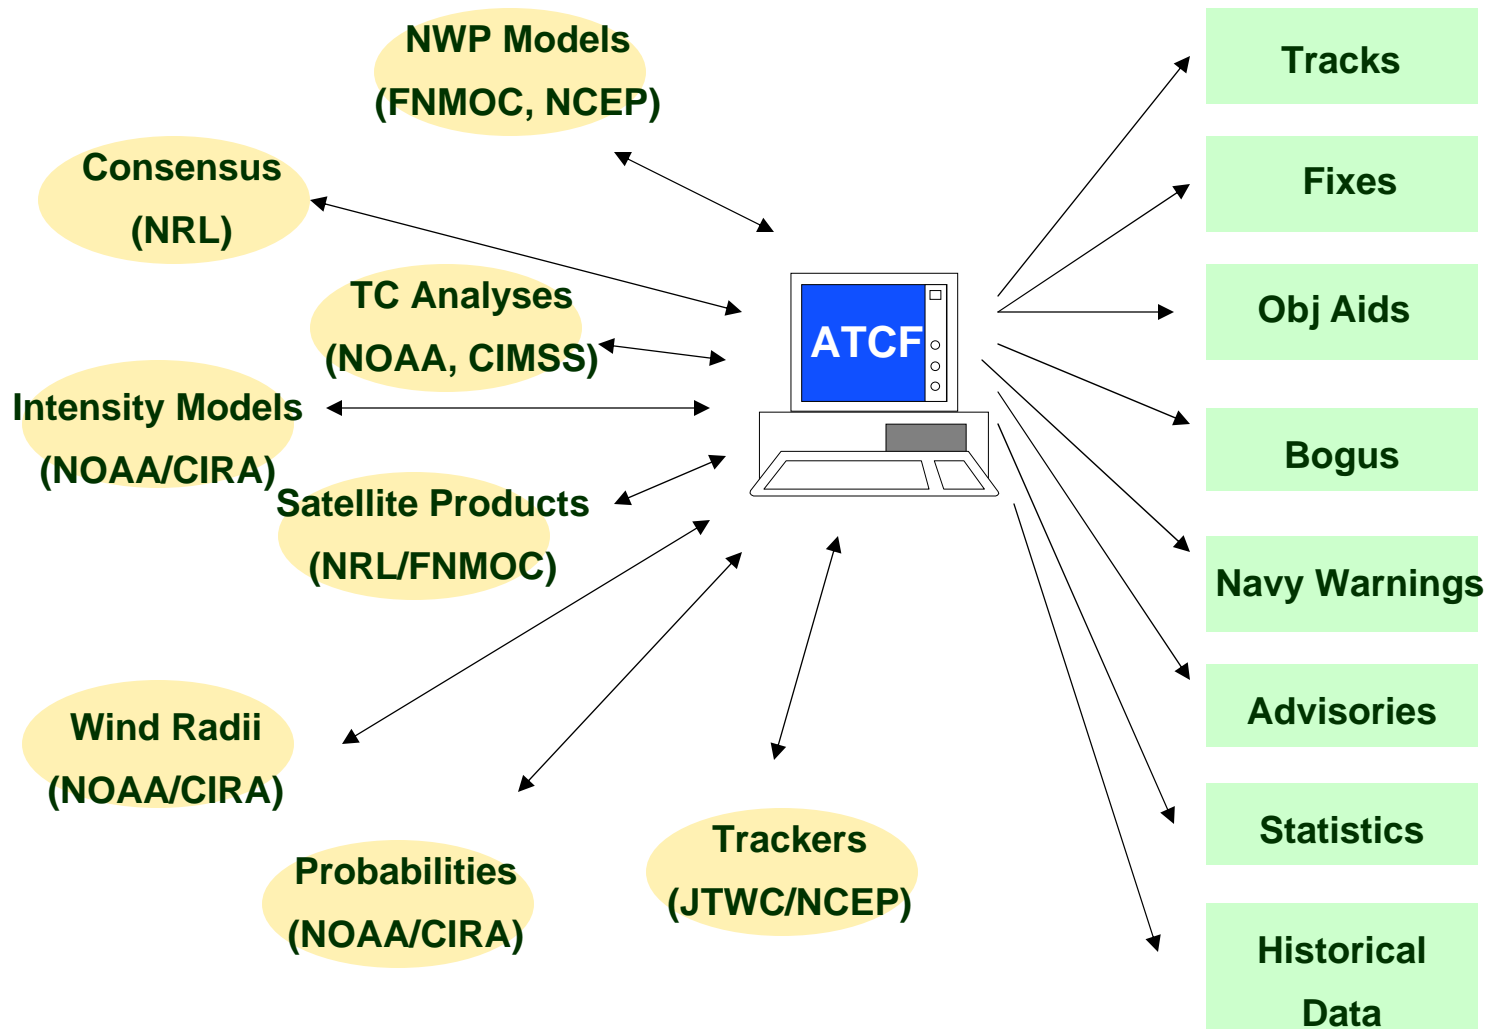 NWP Models
(FNMOC, NCEP)
Consensus
(NRL)
TC Analyses
(NOAA, CIMSS)
Intensity Models
(NOAA/CIRA)
Satellite Products
(NRL/FNMOC)
Wind Radii
(NOAA/CIRA)
Probabilities
(NOAA/CIRA)
Trackers
(JTWC/NCEP)
ATCF
Tracks
Fixes
Obj Aids
Bogus
Navy Warnings
Advisories
Statistics
Historical
Data